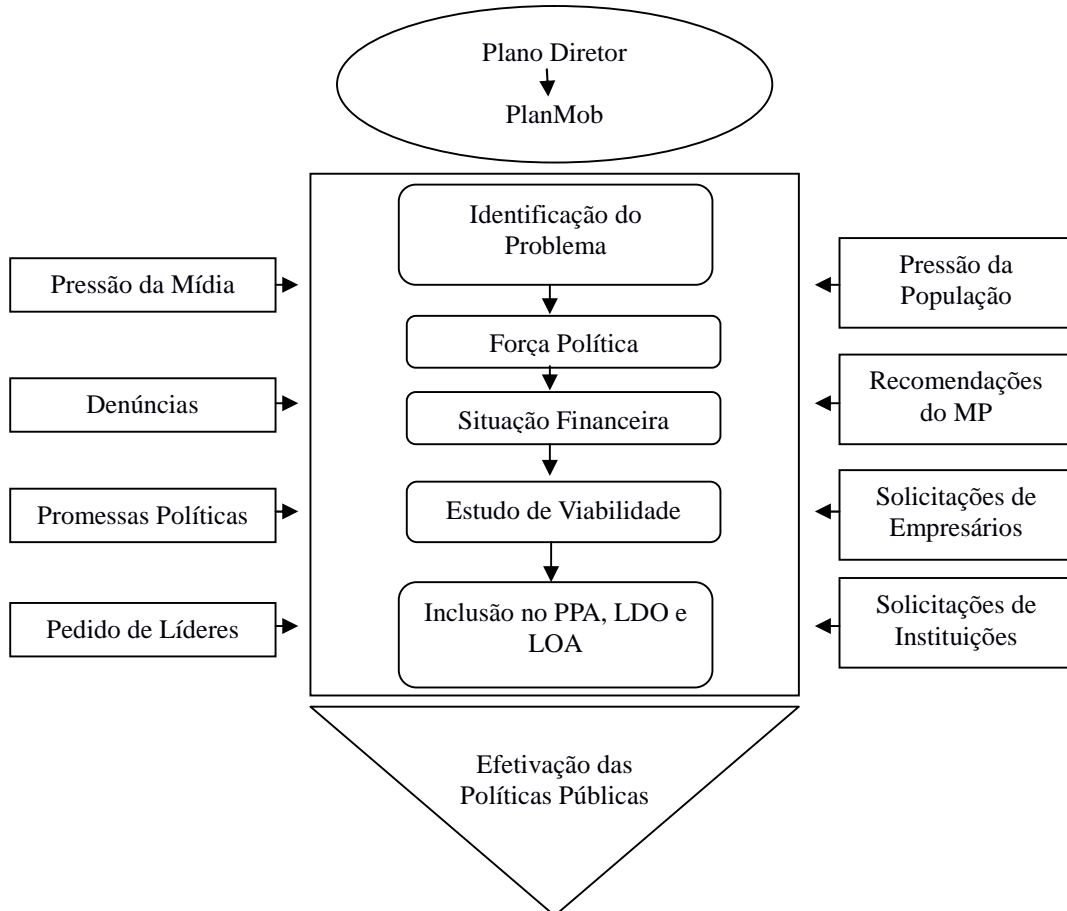 Plano Diretor
PlanMob
Identificação do
Problema
Força Política
Situação Financeira
Estudo de Viabilidade
Inclusão no PPA, LDO e
LOA
Pressão da Mídia
Denúncias
Promessas Políticas
Pedido de Líderes
Pressão da
População
Recomendações
do MP
Solicitações de
Empresários
Solicitações de
Instituições
Efetivação das
Políticas Públicas